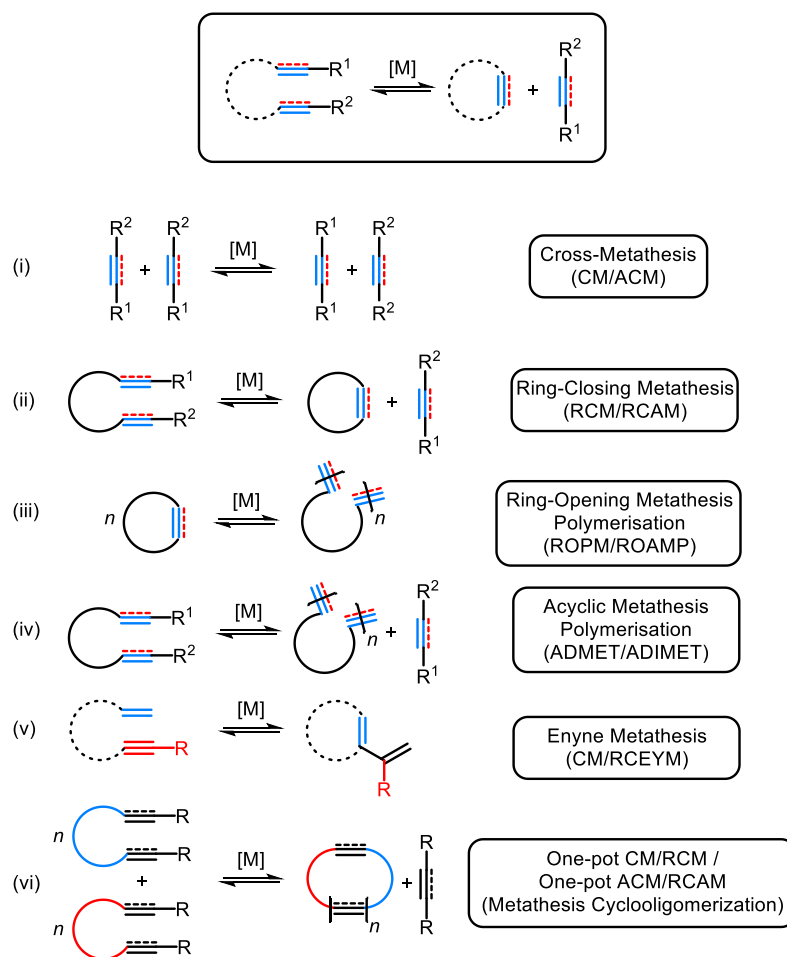 R1
R2
[M]
+
R2
R1
(i)
R2
R1
+
R2
R1
[M]
R1
R1
+
R2
R2
Cross-Metathesis
(CM/ACM)
(ii)
R1
R2
[M]
+
R2
R1
Ring-Closing Metathesis
(RCM/RCAM)
(iii)
n
[M]
n
Ring-Opening Metathesis
Polymerisation
(ROPM/ROAMP)
(iv)
R1
R2
[M]
n
+
R2
R1
Acyclic Metathesis
Polymerisation
(ADMET/ADIMET)
(v)
R
[M]
R
Enyne Metathesis
(CM/RCEYM)
(vi)
n
R
R
+
n
R
R
[M]
n
+
R
R
One-pot CM/RCM /
One-pot ACM/RCAM
(Metathesis Cyclooligomerization)